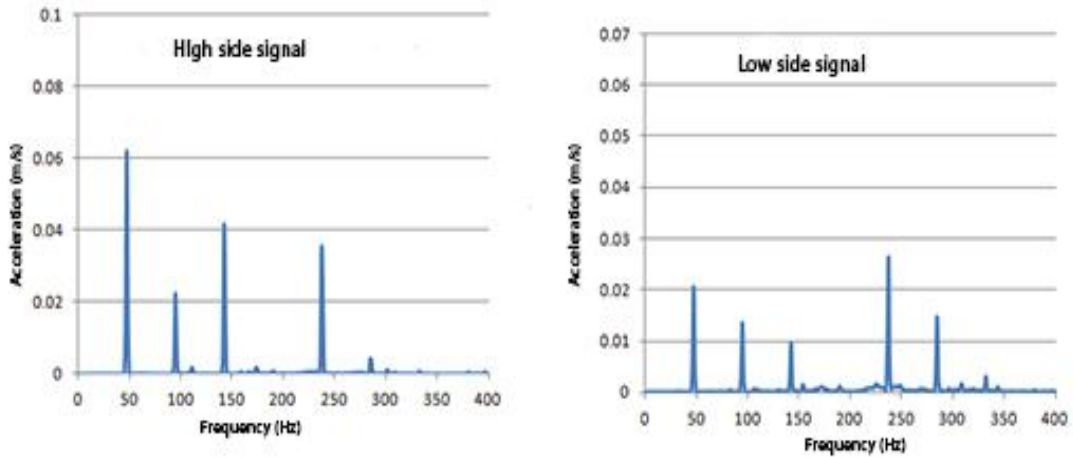 HIgh side signal
Acceleration (m/s)
0.1
0.08
0.06
0.04
0.02
0
0 50 100 150 200 250 300 350 400
Frequency (Hz)
Low side signal
Acceleration (m/s)
0.07
0.06
0.05
0.04
0.03
0.02
0.01
0
0 50 100 150 200 250 300 350 400
Frequency (Hz)